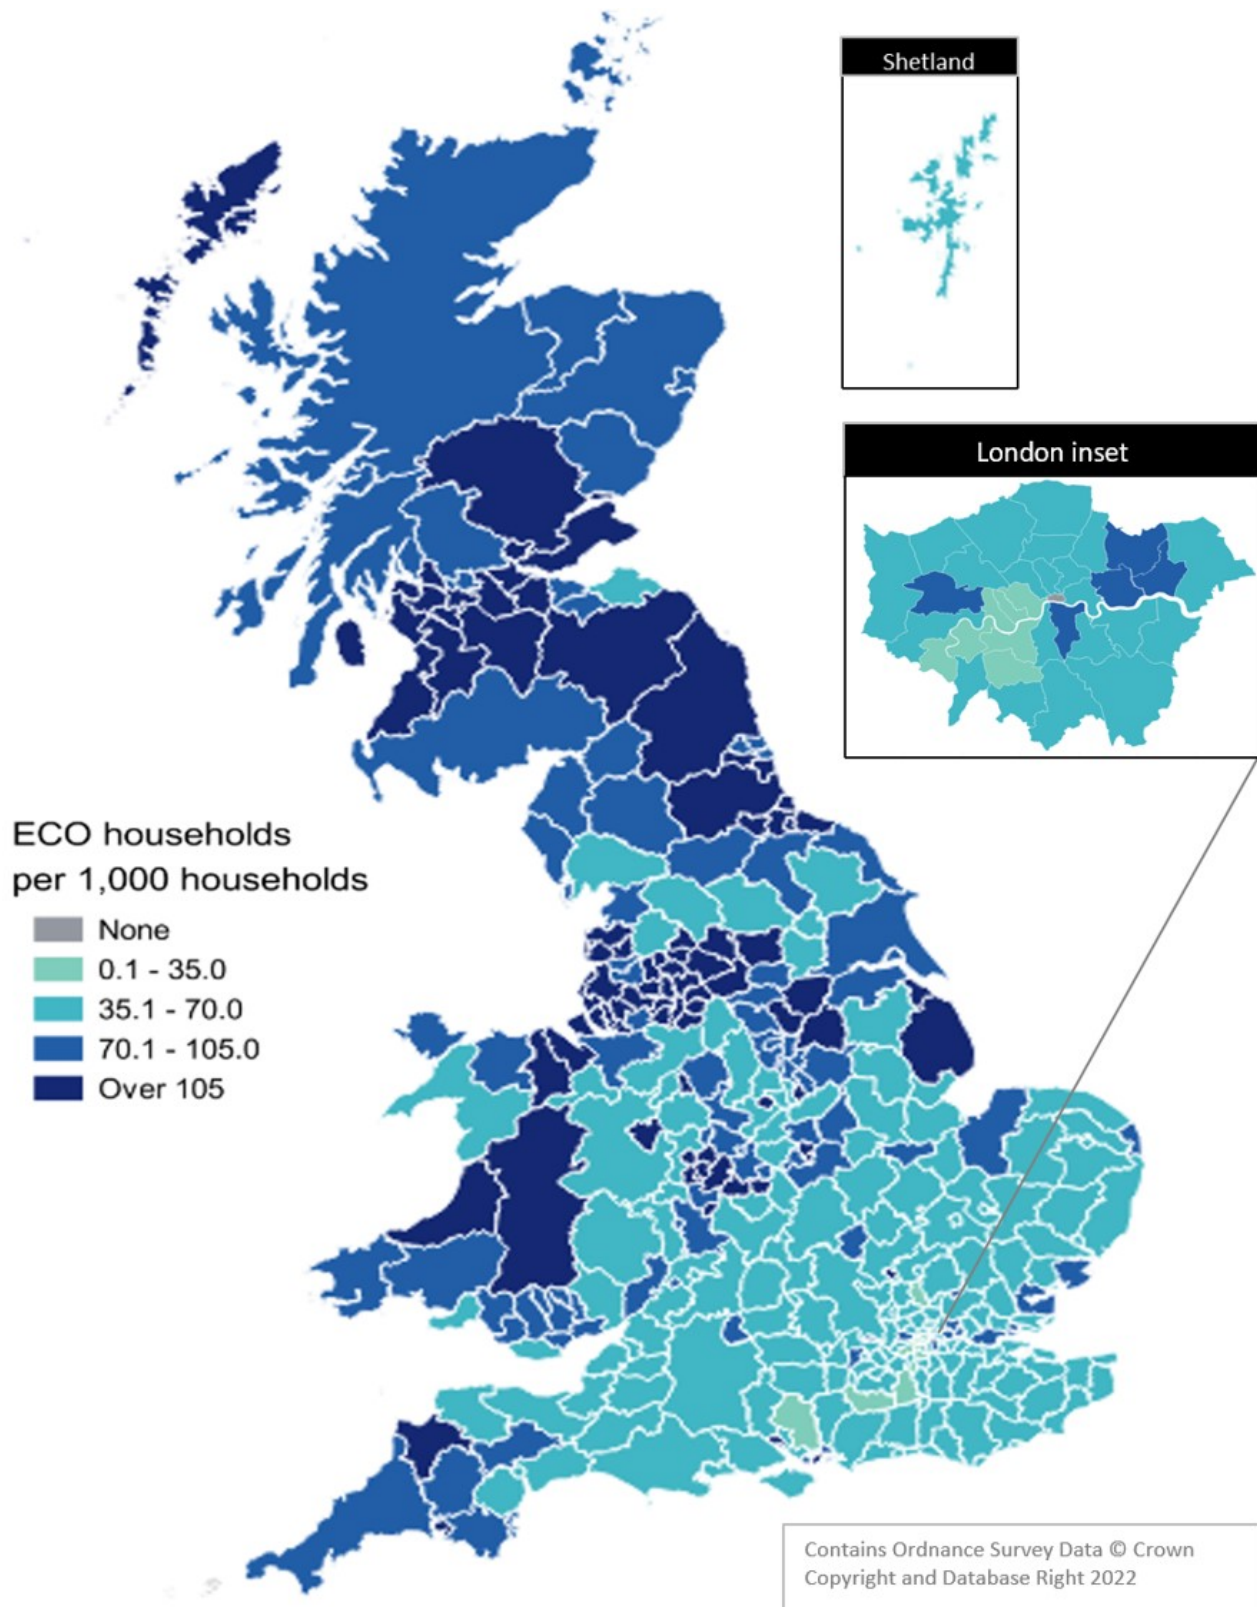 Shetland
London inset
ECO households
per 1,000 households
None
0.1 - 35.0
35.1 - 70.0
70.1 - 105.0
Over 105
Contains Ordnance Survey Data © Crown
Copyright and Database Right 2022